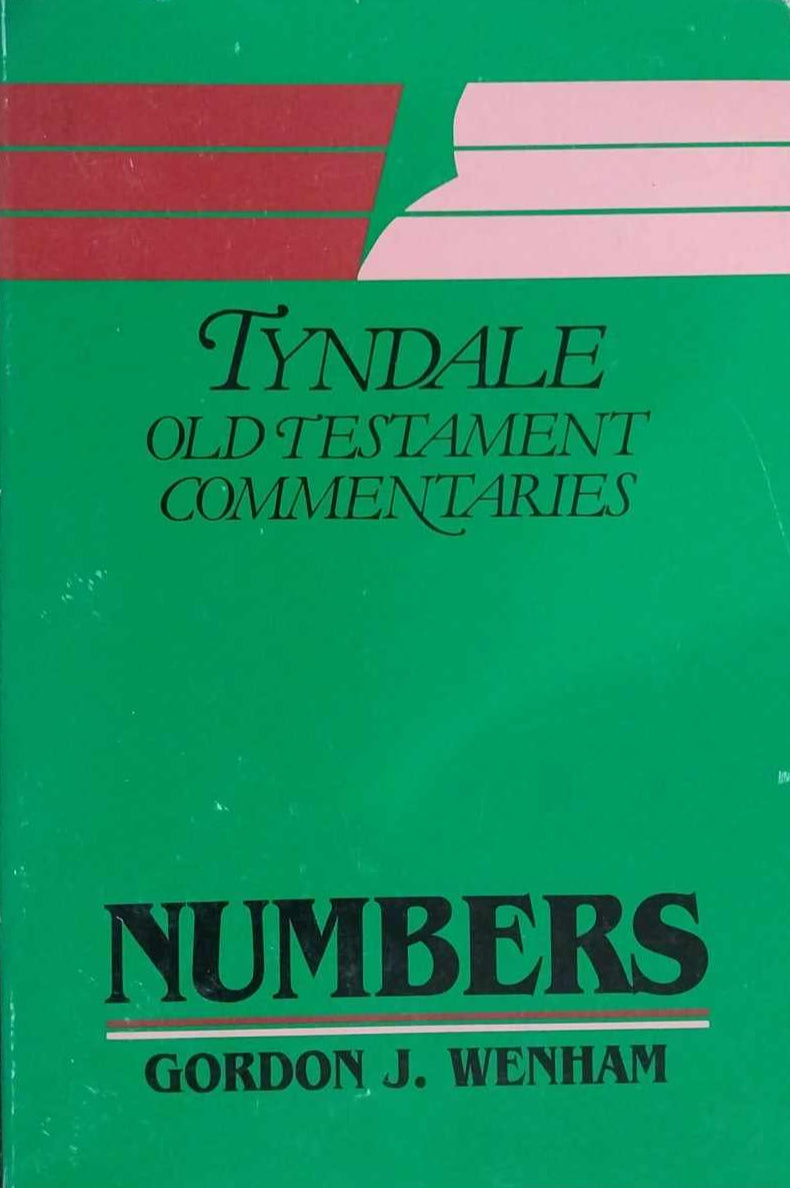 TYNDALE
OLD TESTAMENT
COMMENTARIES
NUMBERS
GORDON J. WENHAM